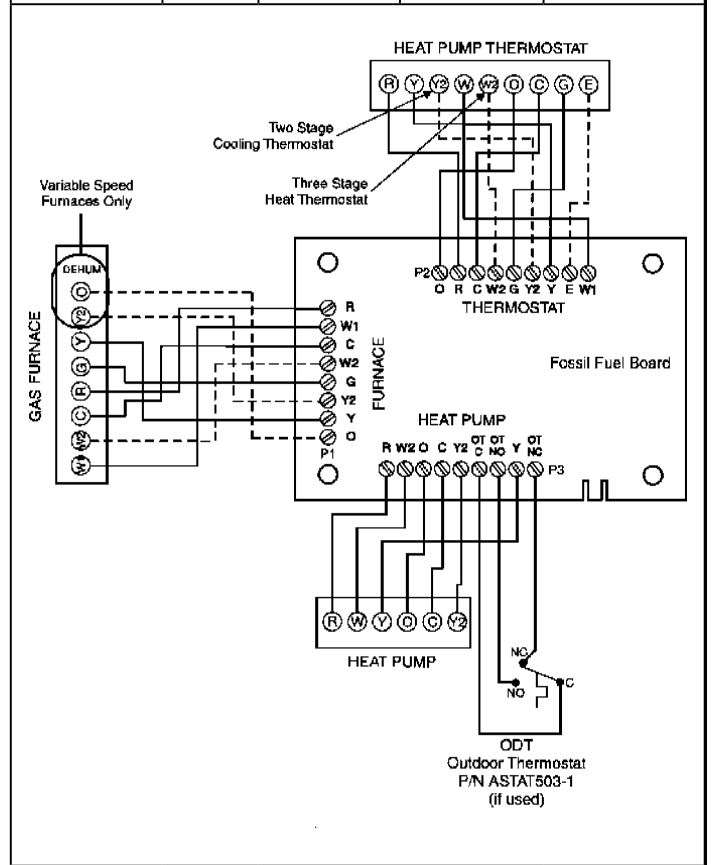 HEAT PUMP THERMOSTAT
R Y Y2 W W2 O C G E
Two Stage
Cooling Thermostat
Three Stage
Heat Thermostat
Variable Speed
Furnaces Only
DEHUM
O
Y2
Y
G
R
C
W2
W
GAS FURNACE
P2
O R C W2 G Y2 Y E W1
THERMOSTAT
R
W1
C
W2
G
Y2
Y
O
P1
FURNACE
Fossil Fuel Board
HEAT PUMP
R W2 O C Y2 OT C OT NO Y OT NC
P3
R W Y O C Y2
HEAT PUMP
NC
NO
C
ODT
Outdoor Thermostat
P/N ASTAT503-1
(if used)